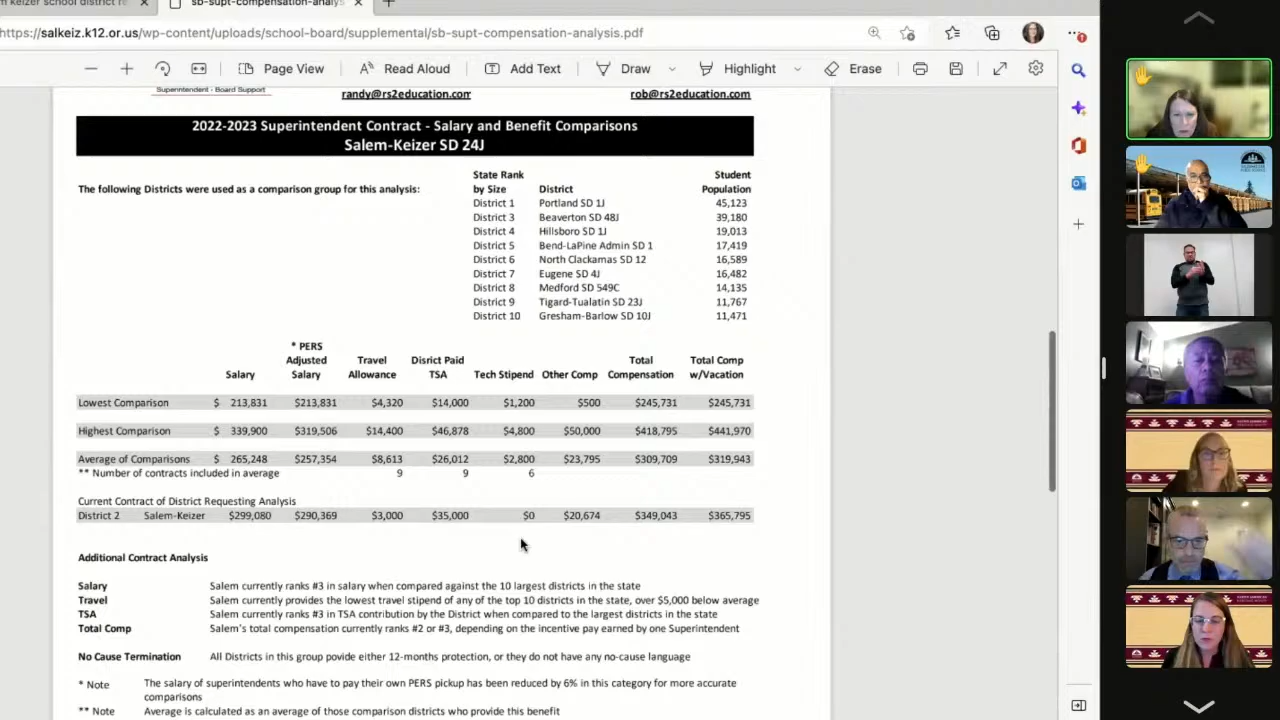 m keizer school district re
sb-supt-compensation-analys
https://salkeiz.k12.or.us/wp-content/uploads/school-board/supplemental/sb-supt-compensation-analysis.pdf
Page View Read Aloud Add Text Draw Highlight Erase
Superintendent - Board Support
randy@rs2education.com rob@rs2education.com
2022-2023 Superintendent Contract - Salary and Benefit Comparisons
Salem-Keizer SD 24J
The following Districts were used as a comparison group for this analysis:
State Rank by Size District Student Population
District 1 Portland SD 1J 45,123
District 3 Beaverton SD 48J 39,180
District 4 Hillsboro SD 1J 19,013
District 5 Bend-LaPine Admin SD 1 17,419
District 6 North Clackamas SD 12 16,589
District 7 Eugene SD 4J 16,482
District 8 Medford SD 549C 14,135
District 9 Tigard-Tualatin SD 23J 11,767
District 10 Gresham-Barlow SD 10J 11,471
Salary * PERS Adjusted Salary Travel Allowance Disrict Paid TSA Tech Stipend Other Comp Total Compensation Total Comp w/Vacation
Lowest Comparison $ 213,831 $213,831 $4,320 $14,000 $1,200 $500 $245,731 $245,731
Highest Comparison $ 339,900 $319,506 $14,400 $46,878 $4,800 $50,000 $418,795 $441,970
Average of Comparisons $ 265,248 $257,354 $8,613 $26,012 $2,800 $23,795 $309,709 $319,943
** Number of contracts included in average 9 9 6
Current Contract of District Requesting Analysis
District 2 Salem-Keizer $299,080 $290,369 $3,000 $35,000 $0 $20,674 $349,043 $365,795
Additional Contract Analysis
Salary Salem currently ranks #3 in salary when compared against the 10 largest districts in the state
Travel Salem currently provides the lowest travel stipend of any of the top 10 districts in the state, over $5,000 below average
TSA Salem currently ranks #3 in TSA contribution by the District when compared to the largest districts in the state
Total Comp Salem's total compensation currently ranks #2 or #3, depending on the incentive pay earned by one Superintendent
No Cause Termination All Districts in this group povide either 12-months protection, or they do not have any no-cause language
* Note The salary of superintendents who have to pay their own PERS pickup has been reduced by 6% in this category for more accurate
comparisons
** Note Average is calculated as an average of those comparison districts who provide this benefit